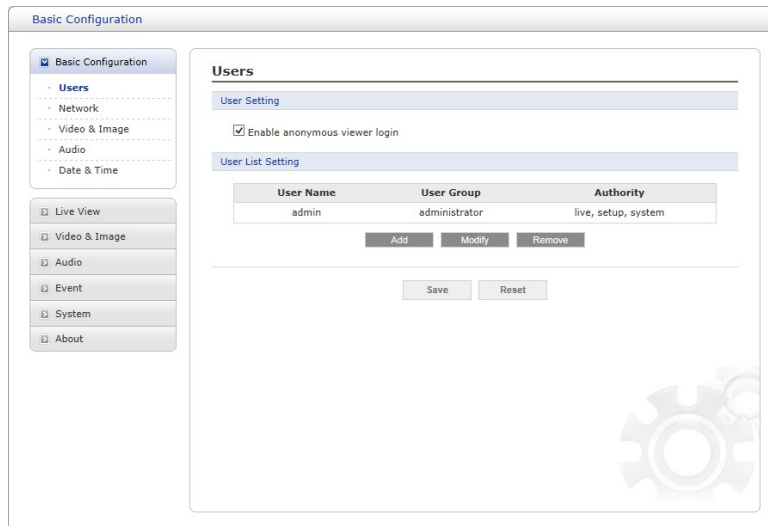 Basic Configuration
Basic Configuration
Users
Network
Video & Image
Audio
Date & Time
Live View
Video & Image
Audio
Event
System
About
Users
User Setting
Enable anonymous viewer login
User List Setting
User Name User Group Authority
admin administrator live, setup, system
Add Modify Remove
Save Reset